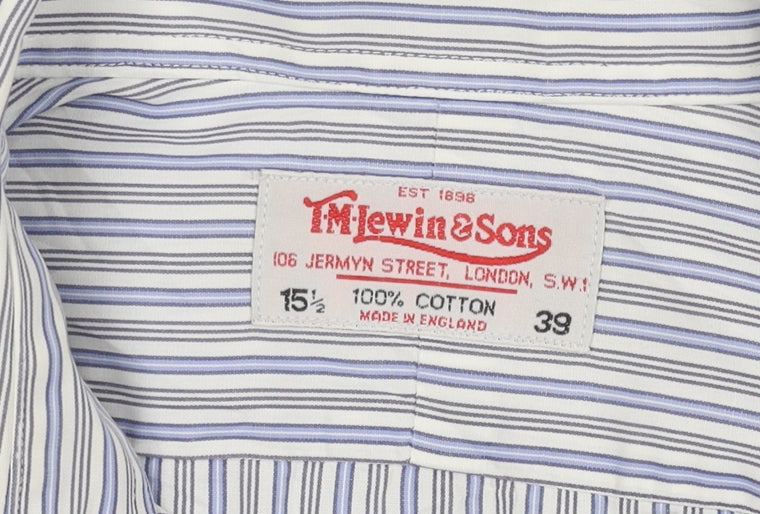 EST 1898
T·M·Lewin & Sons
106 JERMYN STREET, LONDON, S.W.1
15½ 100% COTTON 39
MADE IN ENGLAND